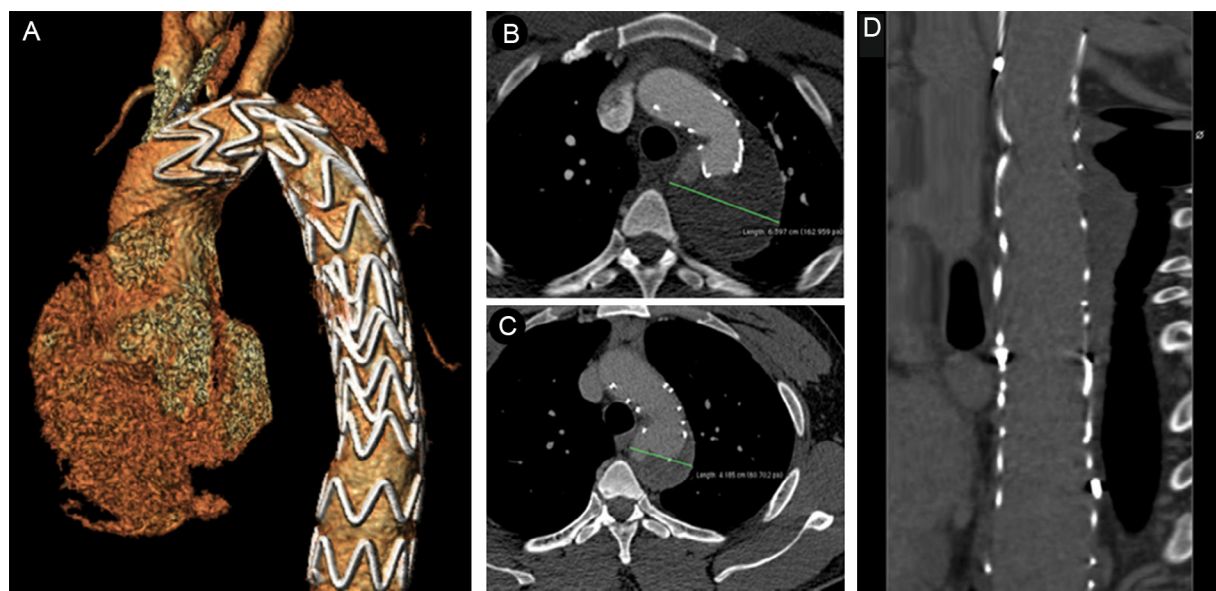 A
B
Length: 6.597 cm (162.959 px)
C
Length: 4.185 cm (80.702 px)
D